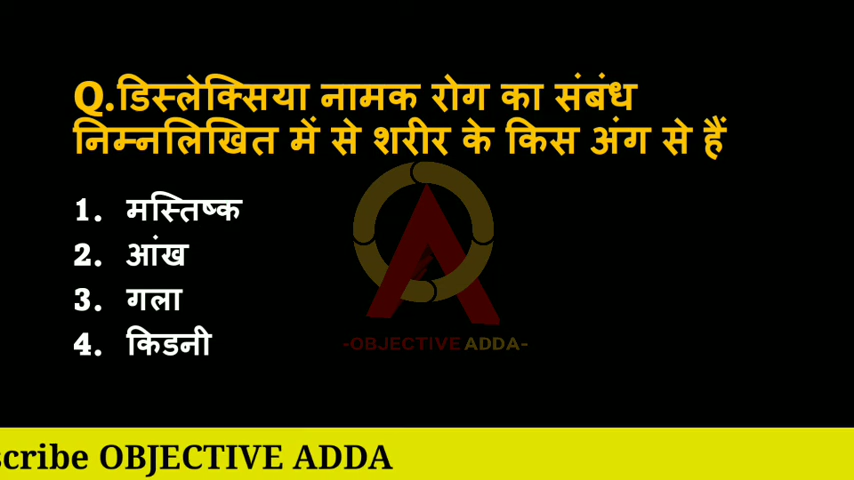 Q.डिस्लेक्सिया नामक रोग का संबंध
निम्नलिखित में से शरीर के किस अंग से हैं
1. मस्तिष्क
2. आंख
3. गला
4. किडनी
-OBJECTIVE ADDA-
scribe OBJECTIVE ADDA